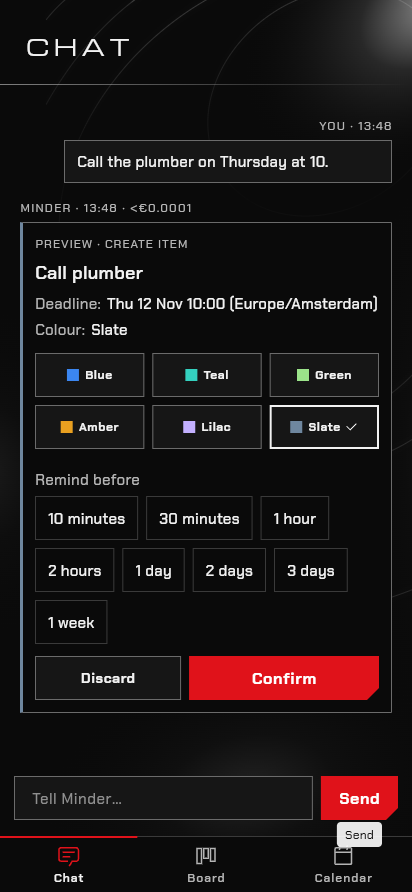 CHAT
YOU · 13:48
Call the plumber on Thursday at 10.
MINDER · 13:48 · <€0.0001
PREVIEW · CREATE ITEM
Call plumber
Deadline: Thu 12 Nov 10:00 (Europe/Amsterdam)
Colour: Slate
Blue
Teal
Green
Amber
Lilac
Slate ✓
Remind before
10 minutes
30 minutes
1 hour
2 hours
1 day
2 days
3 days
1 week
Discard
Confirm
Tell Minder...
Send
Send
Chat
Board
Calendar